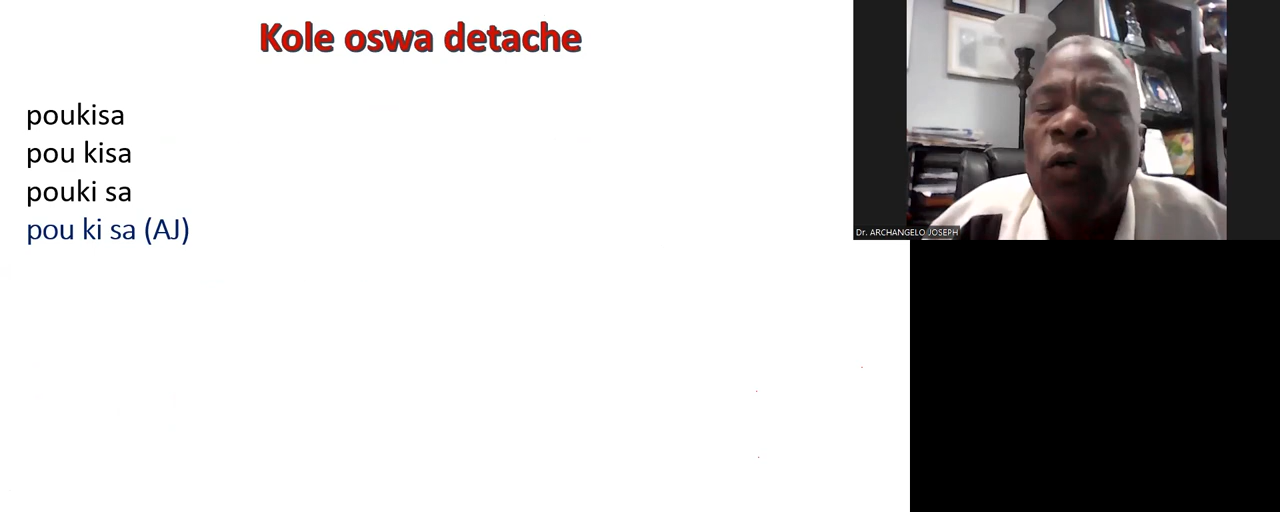 Kole oswa detache
poukisa
pou kisa
pouki sa
pou ki sa (AJ)
Dr. ARCHANGELO JOSEPH